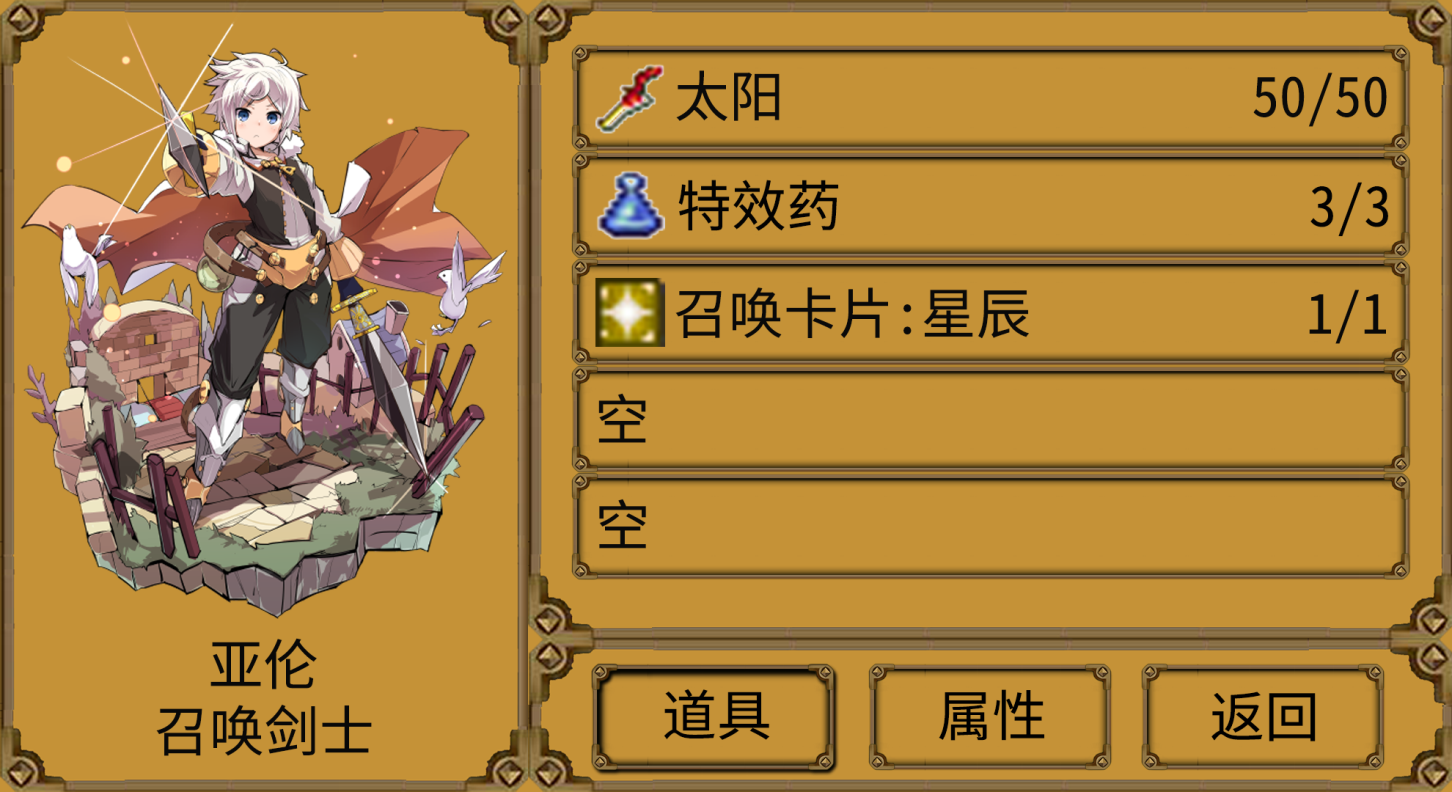 太阳 50/50
特效药 3/3
召唤卡片:星辰 1/1
空
空
亚伦
召唤剑士
道具 属性 返回